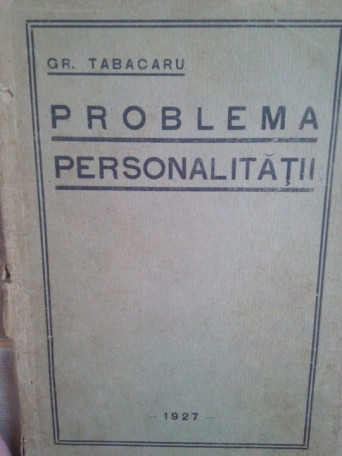 GR. TABACARU
PROBLEMA
PERSONALITĂŢII
- 1927 -